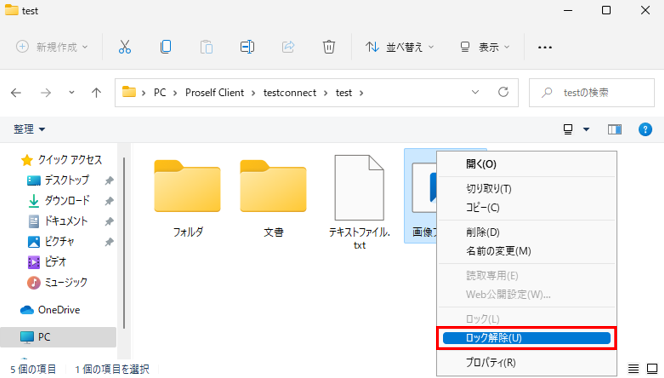 test
新規作成
並べ替え
表示
PC
Proself Client
testconnect
test
testの検索
整理
クイック アクセス
デスクトップ
ダウンロード
ドキュメント
ピクチャ
ビデオ
ミュージック
OneDrive
PC
フォルダ
文書
テキストファイル.
txt
画像フ
開く(O)
切り取り(T)
コピー(C)
削除(D)
名前の変更(M)
読取専用(E)
Web公開設定(W)...
ロック(L)
ロック解除(U)
プロパティ(R)
5 個の項目
1 個の項目を選択